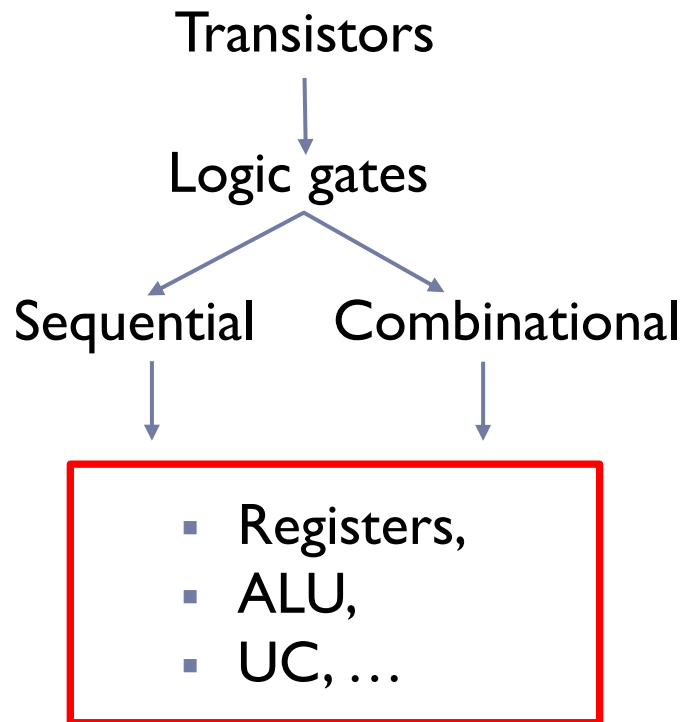 Transistors
Logic gates
Sequential Combinational
▪ Registers,
▪ ALU,
▪ UC, …